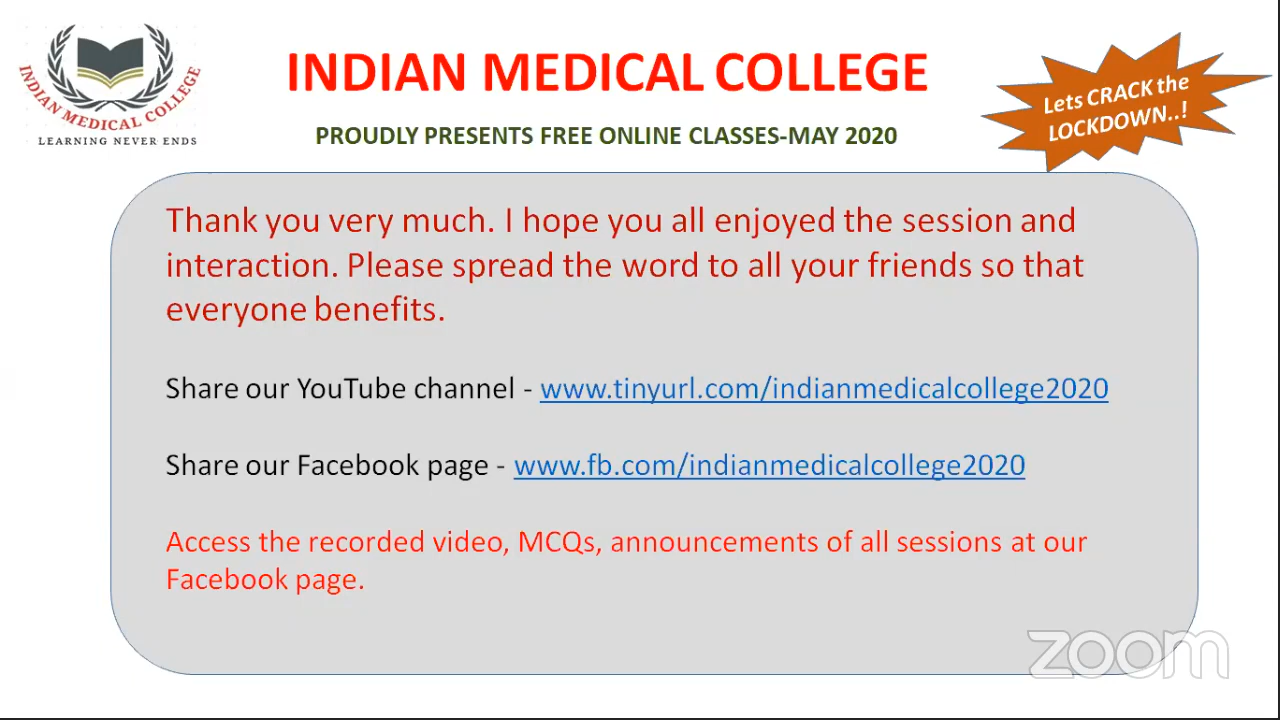 INDIAN MEDICAL COLLEGE
LEARNING NEVER ENDS
INDIAN MEDICAL COLLEGE
PROUDLY PRESENTS FREE ONLINE CLASSES-MAY 2020
Lets CRACK the
LOCKDOWN..!
Thank you very much. I hope you all enjoyed the session and
interaction. Please spread the word to all your friends so that
everyone benefits.
Share our YouTube channel - www.tinyurl.com/indianmedicalcollege2020
Share our Facebook page - www.fb.com/indianmedicalcollege2020
Access the recorded video, MCQs, announcements of all sessions at our
Facebook page.
zoom